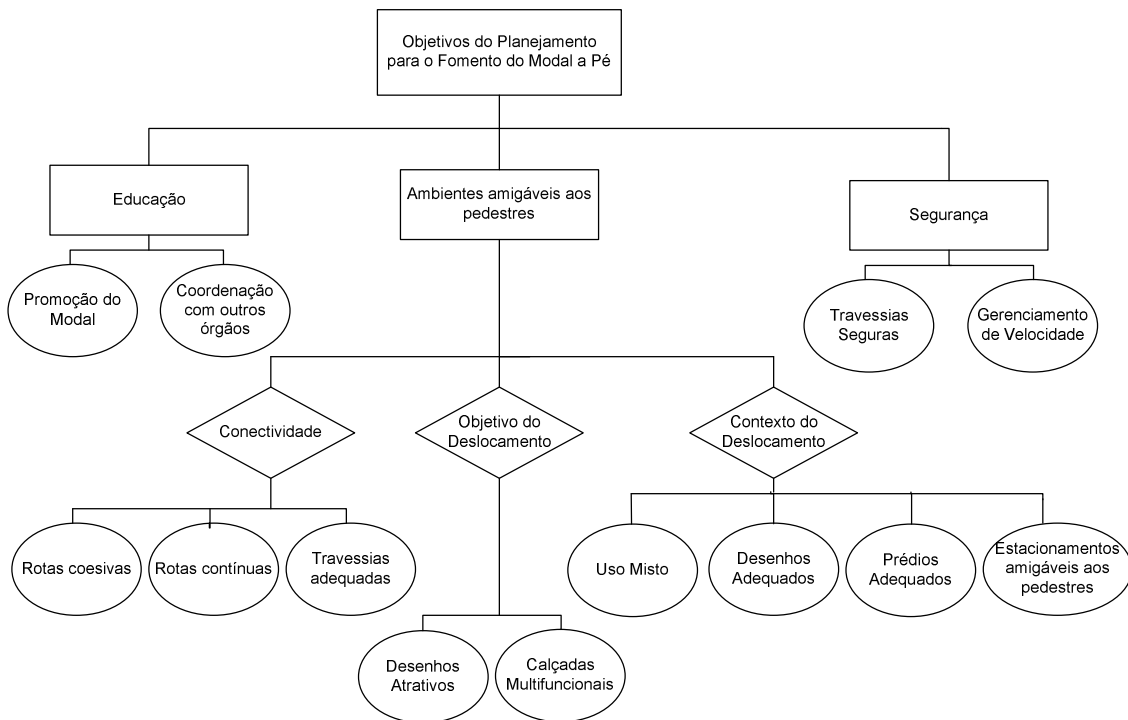 Objetivos do Planejamento
para o Fomento do Modal a Pé
Educação
Ambientes amigáveis aos
pedestres
Segurança
Promoção do
Modal
Coordenação
com outros
órgãos
Travessias
Seguras
Gerenciamento
de Velocidade
Conectividade
Objetivo do
Deslocamento
Contexto do
Deslocamento
Rotas coesivas
Rotas contínuas
Travessias
adequadas
Uso Misto
Desenhos
Adequados
Prédios
Adequados
Estacionamentos
amigáveis aos
pedestres
Desenhos
Atrativos
Calçadas
Multifuncionais